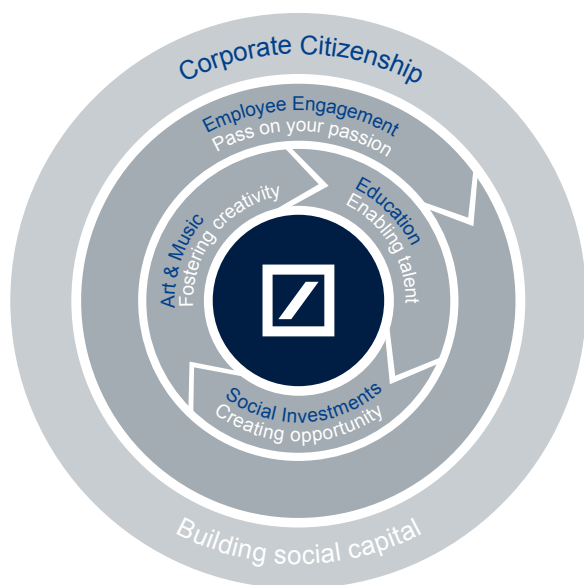 Corporate Citizenship
Employee Engagement
Pass on your passion
Education
Enabling talent
Art & Music
Fostering creativity
Social Investments
Creating opportunity
Building social capital